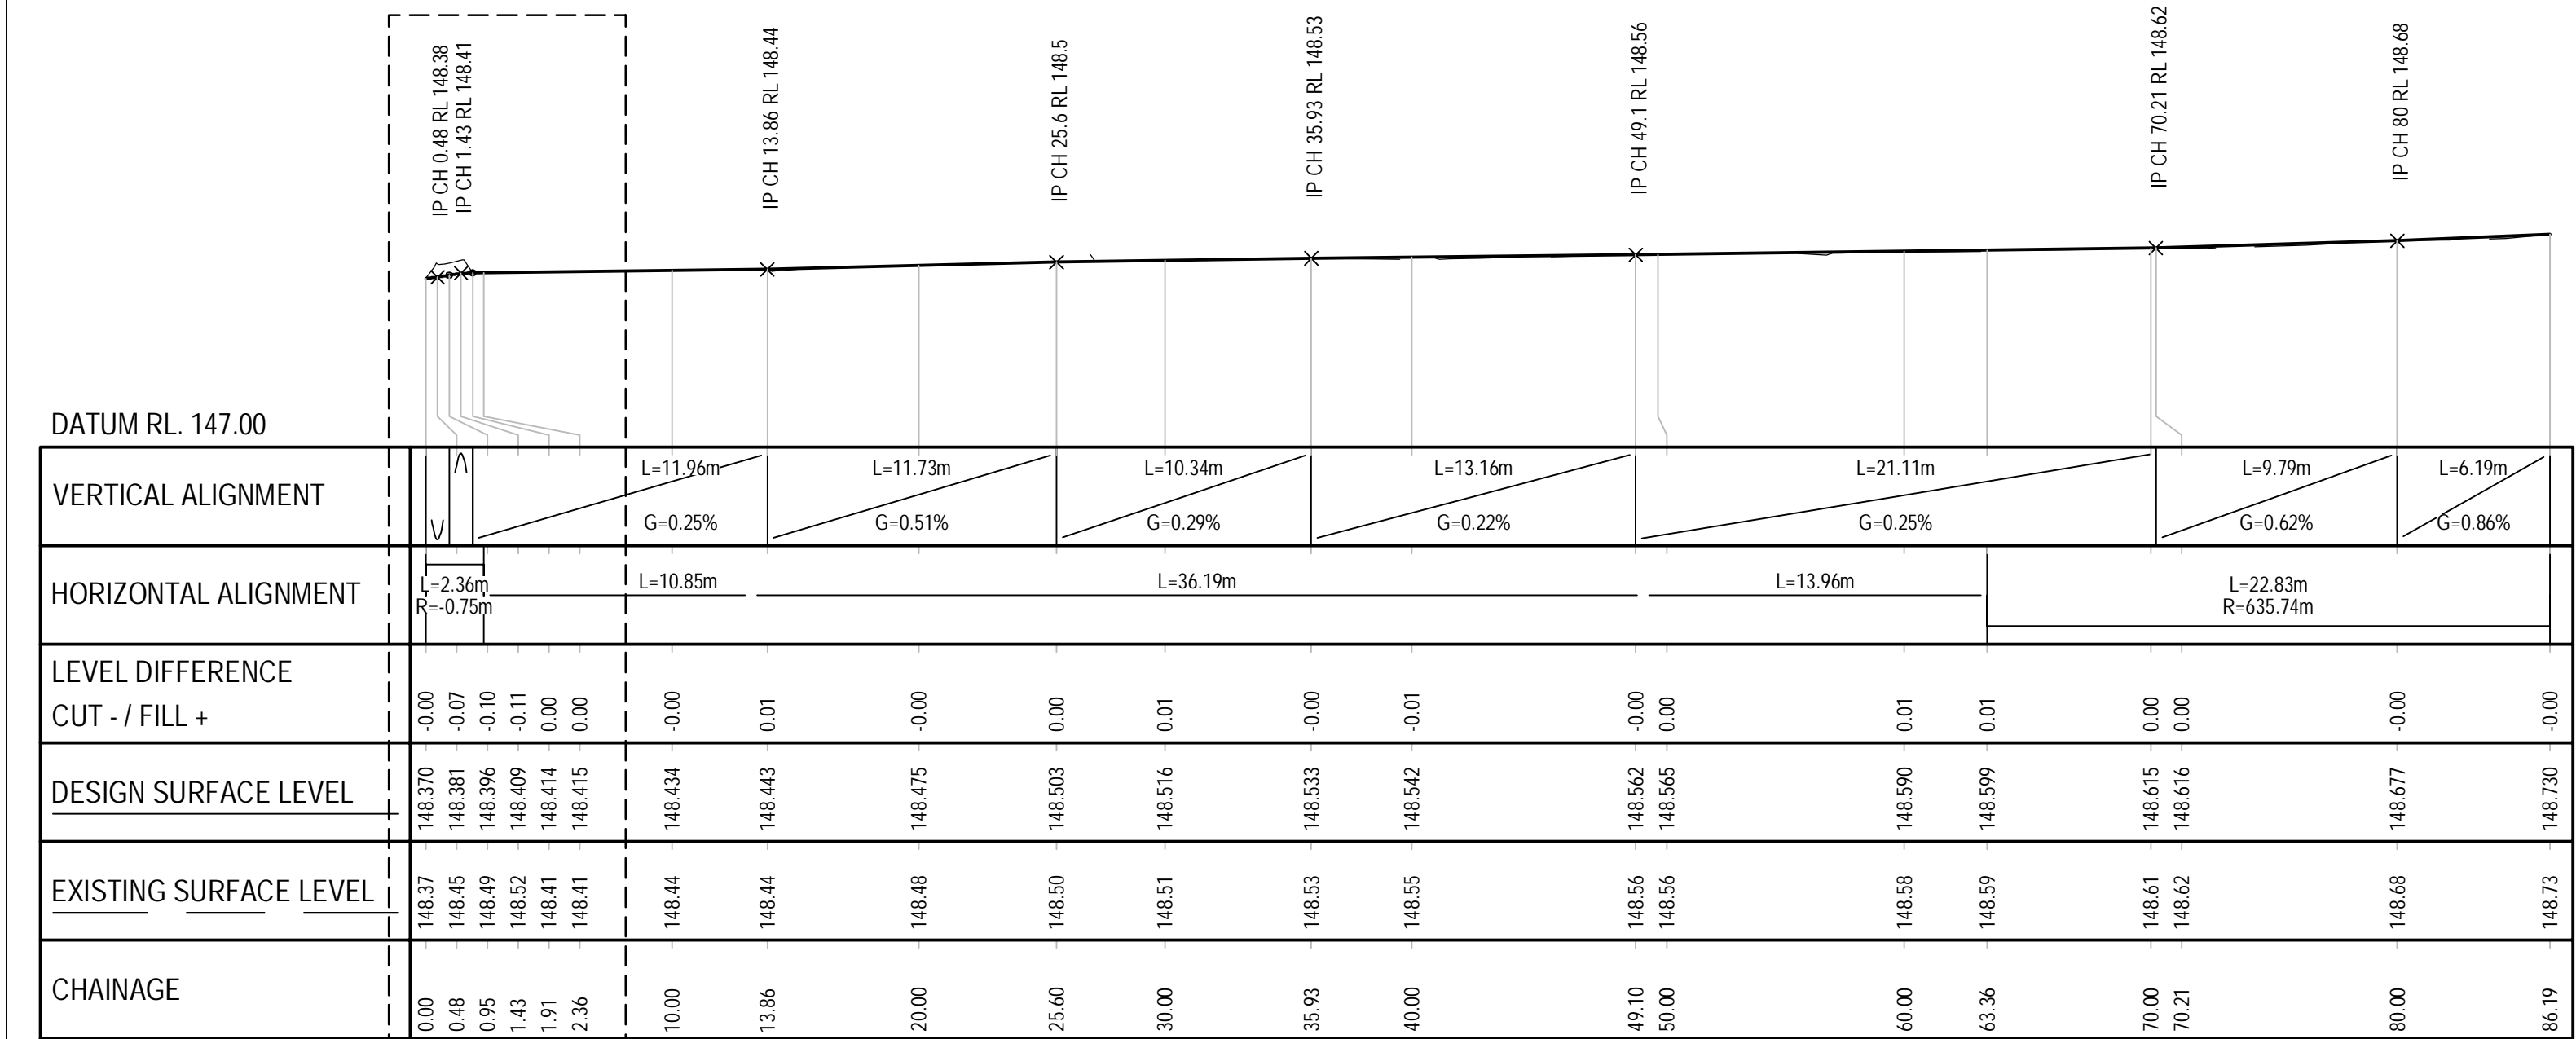 IP CH 0.48 RL 148.38
IP CH 1.43 RL 148.41
IP CH 13.86 RL 148.44
IP CH 25.6 RL 148.5
IP CH 35.93 RL 148.53
IP CH 49.1 RL 148.56
IP CH 70.21 RL 148.62
IP CH 80 RL 148.68
DATUM RL. 147.00
VERTICAL ALIGNMENT
L=11.96m L=11.73m L=10.34m L=13.16m L=21.11m L=9.79m L=6.19m
G=0.25% G=0.51% G=0.29% G=0.22% G=0.25% G=0.62% G=0.86%
HORIZONTAL ALIGNMENT
L=2.36m L=10.85m L=36.19m L=13.96m L=22.83m
R=-0.75m R=635.74m
LEVEL DIFFERENCE
CUT - / FILL +
-0.00 -0.07 -0.10 -0.11 0.00 0.00 -0.00 0.01 -0.00 0.00 0.01 -0.00 -0.01 -0.00 0.00 0.01 0.01 0.00 0.00 -0.00 -0.00
DESIGN SURFACE LEVEL
148.370 148.381 148.396 148.409 148.414 148.415 148.434 148.443 148.475 148.503 148.516 148.533 148.542 148.562 148.565 148.590 148.599 148.615 148.616 148.677 148.730
EXISTING SURFACE LEVEL
148.37 148.45 148.49 148.52 148.41 148.41 148.44 148.44 148.48 148.50 148.51 148.53 148.55 148.56 148.56 148.58 148.59 148.61 148.62 148.68 148.73
CHAINAGE
0.00 0.48 0.95 1.43 1.91 2.36 10.00 13.86 20.00 25.60 30.00 35.93 40.00 49.10 50.00 60.00 63.36 70.00 70.21 80.00 86.19